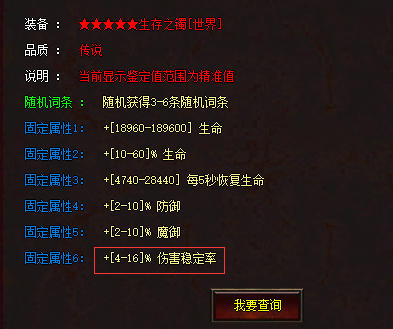 装备 : ★★★★★生存之镯[世界]
品质 : 传说
说明 : 当前显示鉴定值范围为精准值
随机词条 : 随机获得3-6条随机词条
固定属性1: +[18960-189600] 生命
固定属性2: +[10-60]% 生命
固定属性3: +[4740-28440] 每5秒恢复生命
固定属性4: +[2-10]% 防御
固定属性5: +[2-10]% 魔御
固定属性6: +[4-16]% 伤害稳定率
我要查询